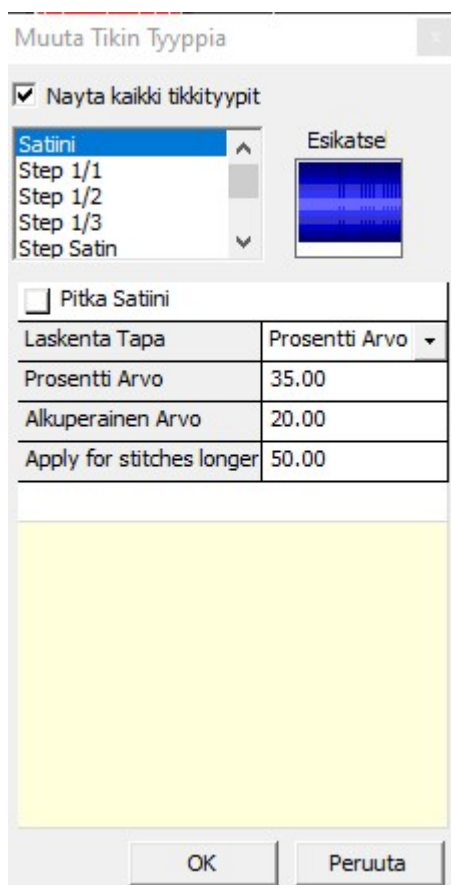 Muuta Tikin Tyyppia
x
Nayta kaikki tikkityypit
Satiini
Step 1/1
Step 1/2
Step 1/3
Step Satin
Esikatsel
Pitka Satiini
Laskenta Tapa Prosentti Arvo
Prosentti Arvo 35.00
Alkuperainen Arvo 20.00
Apply for stitches longer 50.00
OK Peruuta